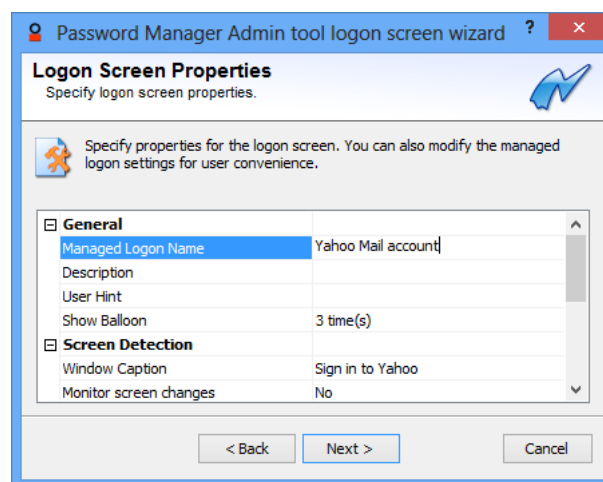 Password Manager Admin tool logon screen wizard ? ×
Logon Screen Properties
Specify logon screen properties.
Specify properties for the logon screen. You can also modify the managed
logon settings for user convenience.
General
Managed Logon Name Yahoo Mail account
Description
User Hint
Show Balloon 3 time(s)
Screen Detection
Window Caption Sign in to Yahoo
Monitor screen changes No
< Back Next > Cancel